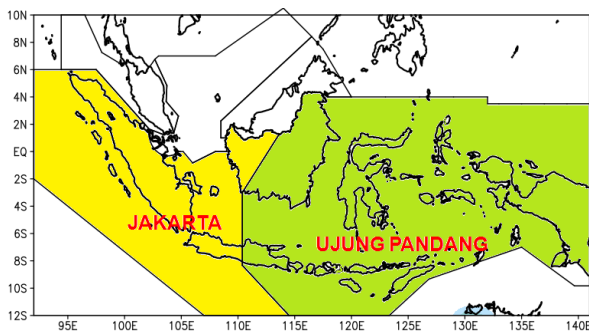 10N
8N
6N
4N
2N
EQ
2S
4S
6S
8S
10S
12S
JAKARTA
UJUNG PANDANG
95E 100E 105E 110E 115E 120E 125E 130E 135E 140E